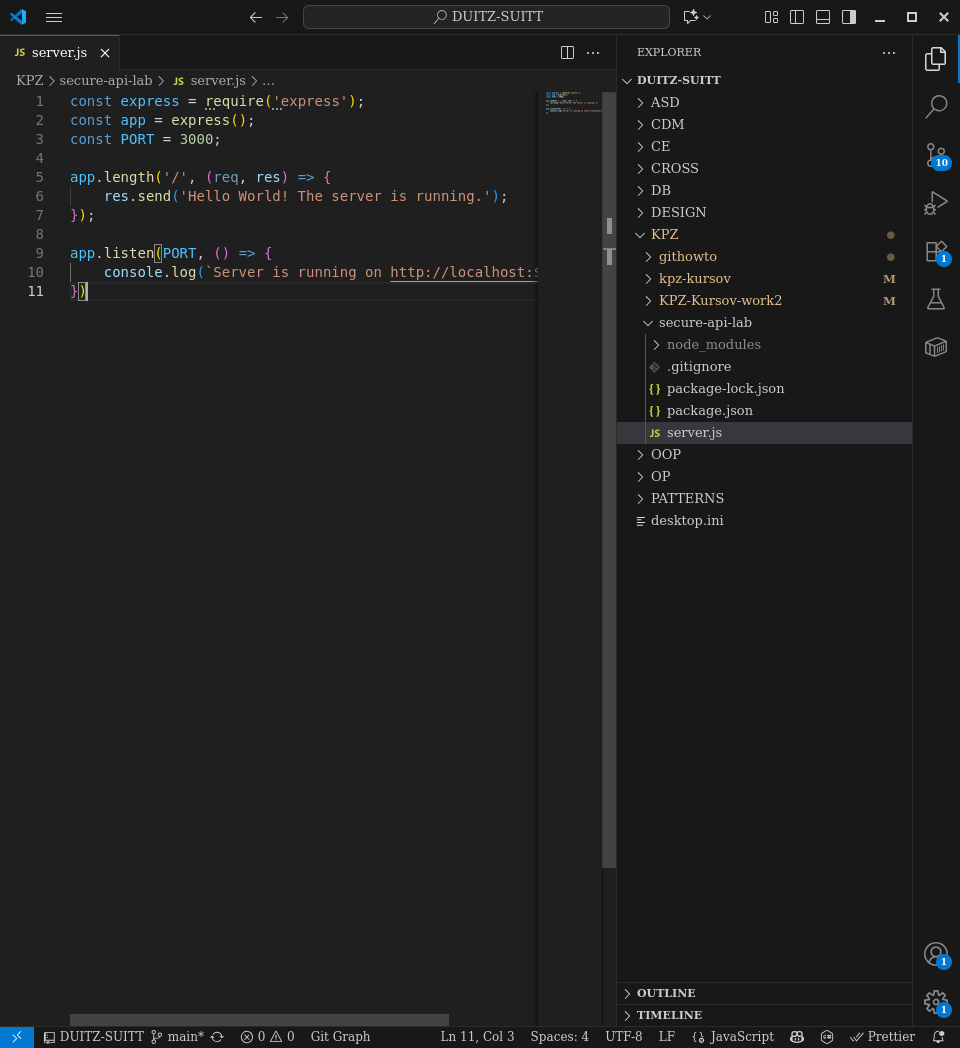 DUITZ-SUITT
JS server.js
EXPLORER
KPZ > secure-api-lab > JS server.js > ...
DUITZ-SUITT
1 const express = require('express');
2 const app = express();
3 const PORT = 3000;
4
5 app.length('/', (req, res) => {
6 res.send('Hello World! The server is running.');
7 });
8
9 app.listen(PORT, () => {
10 console.log(`Server is running on http://localhost:$
11 })
ASD
CDM
CE
CROSS
DB
DESIGN
KPZ
githowto
kpz-kursov M
KPZ-Kursov-work2 M
secure-api-lab
node_modules
.gitignore
{} package-lock.json
{} package.json
JS server.js
OOP
OP
PATTERNS
desktop.ini
10
1
1
1
OUTLINE
TIMELINE
DUITZ-SUITT main* 0 0 Git Graph Ln 11, Col 3 Spaces: 4 UTF-8 LF {} JavaScript Prettier